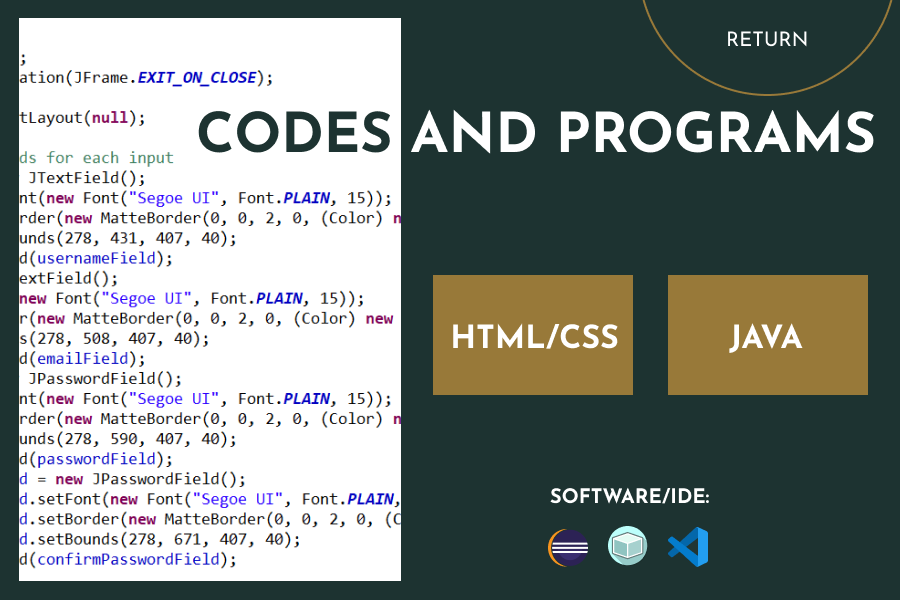 RETURN
CODES AND PROGRAMS
;
ation(JFrame.EXIT_ON_CLOSE);
tLayout(null);
ds for each input
JTextField();
nt(new Font("Segoe UI", Font.PLAIN, 15));
rder(new MatteBorder(0, 0, 2, 0, (Color) n
unds(278, 431, 407, 40);
d(usernameField);
extField();
new Font("Segoe UI", Font.PLAIN, 15));
r(new MatteBorder(0, 0, 2, 0, (Color) new
s(278, 508, 407, 40);
d(emailField);
JPasswordField();
nt(new Font("Segoe UI", Font.PLAIN, 15));
rder(new MatteBorder(0, 0, 2, 0, (Color) n
unds(278, 590, 407, 40);
d(passwordField);
d = new JPasswordField();
d.setFont(new Font("Segoe UI", Font.PLAIN,
d.setBorder(new MatteBorder(0, 0, 2, 0, (C
d.setBounds(278, 671, 407, 40);
d(confirmPasswordField);
HTML/CSS
JAVA
SOFTWARE/IDE: